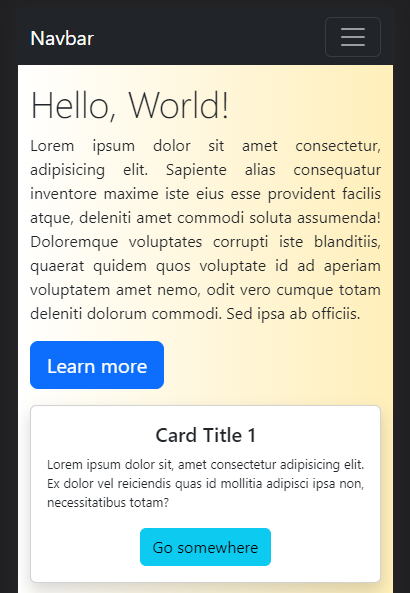 Navbar
Hello, World!
Lorem ipsum dolor sit amet consectetur,
adipisicing elit. Sapiente alias consequatur
inventore maxime iste eius esse provident facilis
atque, deleniti amet commodi soluta assumenda!
Doloremque voluptates corrupti iste blanditiis,
quaerat quidem quos voluptate id ad aperiam
voluptatem amet nemo, odit vero cumque totam
deleniti dolorum commodi. Sed ipsa ab officiis.
Learn more
Card Title 1
Lorem ipsum dolor sit, amet consectetur adipisicing elit.
Ex dolor vel reiciendis quas id mollitia adipisci ipsa non,
necessitatibus totam?
Go somewhere